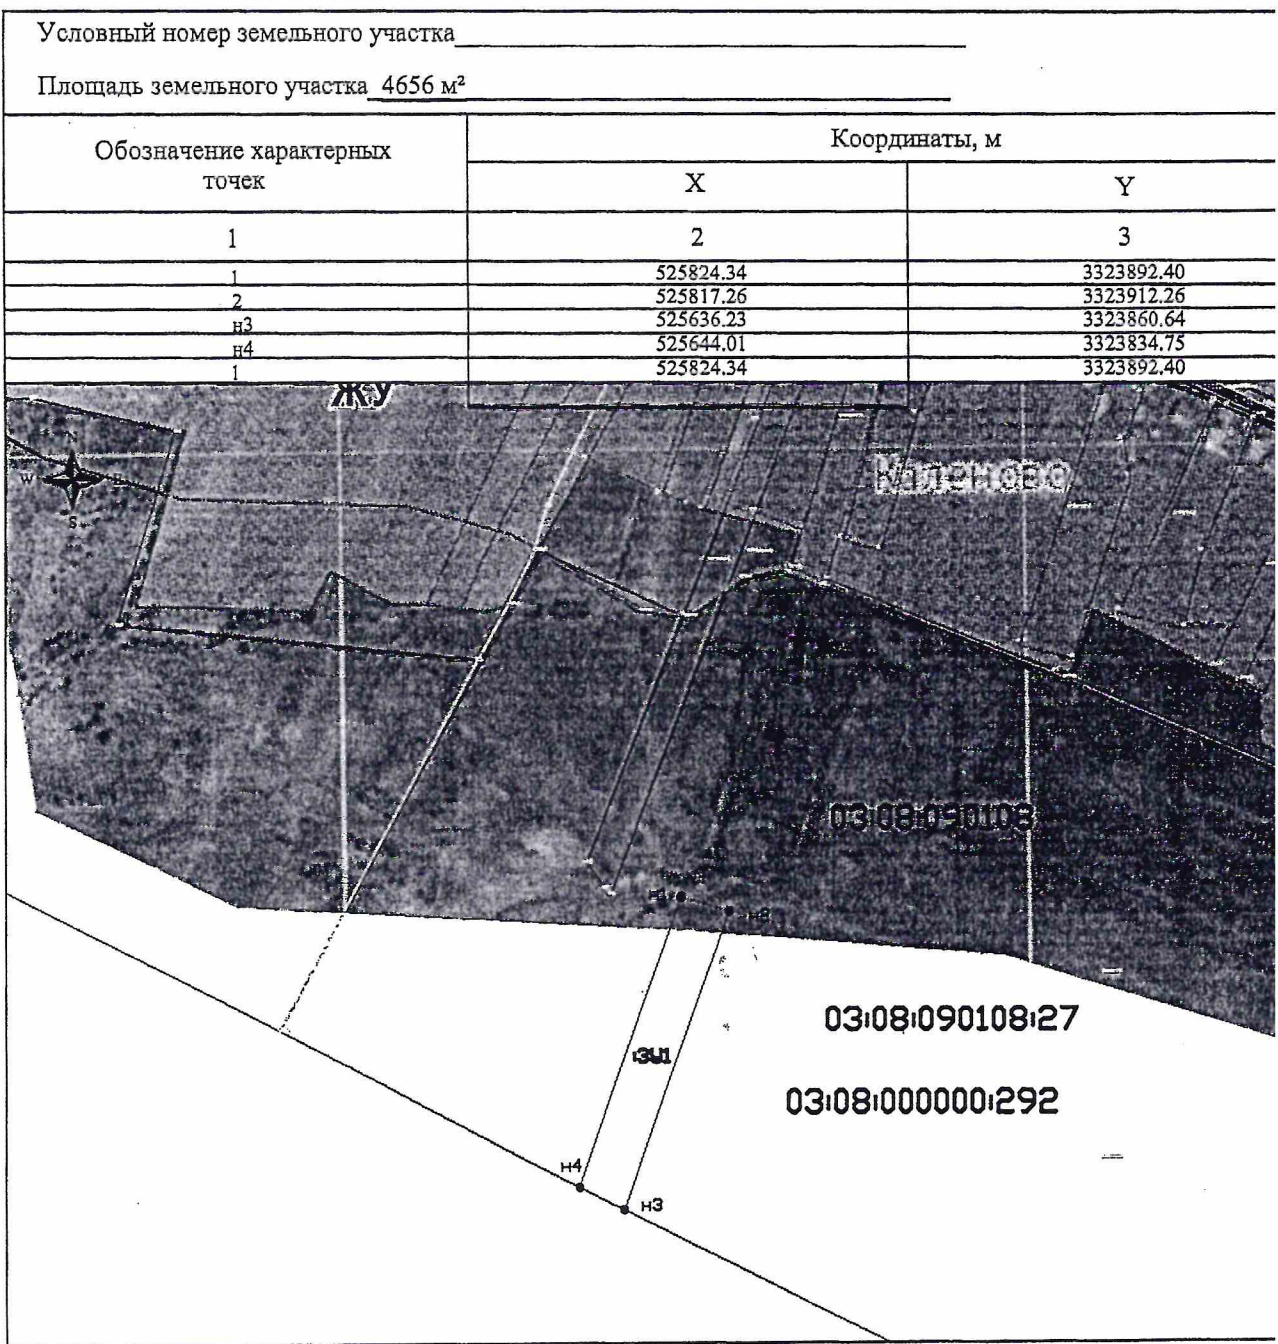 Условный номер земельного участка
Площадь земельного участка 4656 м²
Обозначение характерных точек
Координаты, м
X
Y
1
2
3
1
525824.34
3323892.40
2
525817.26
3323912.26
н3
525636.23
3323860.64
н4
525644.01
3323834.75
1
525824.34
3323892.40
ЖУ
W
S
03:08:090108
03:08:090108:27
:ЗУ1
03:08:000000:292
н4
н3